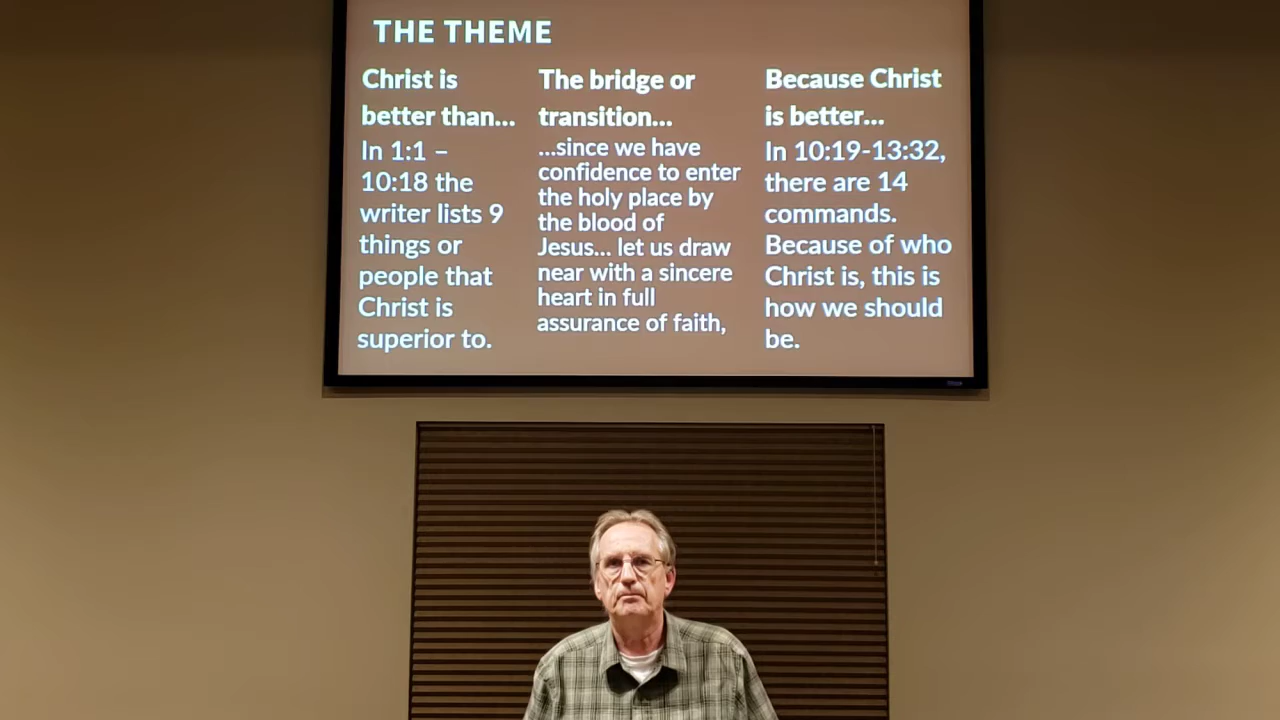 THE THEME
Christ is
better than...
In 1:1 –
10:18 the
writer lists 9
things or
people that
Christ is
superior to.
The bridge or
transition...
...since we have
confidence to enter
the holy place by
the blood of
Jesus... let us draw
near with a sincere
heart in full
assurance of faith,
Because Christ
is better...
In 10:19-13:32,
there are 14
commands.
Because of who
Christ is, this is
how we should
be.